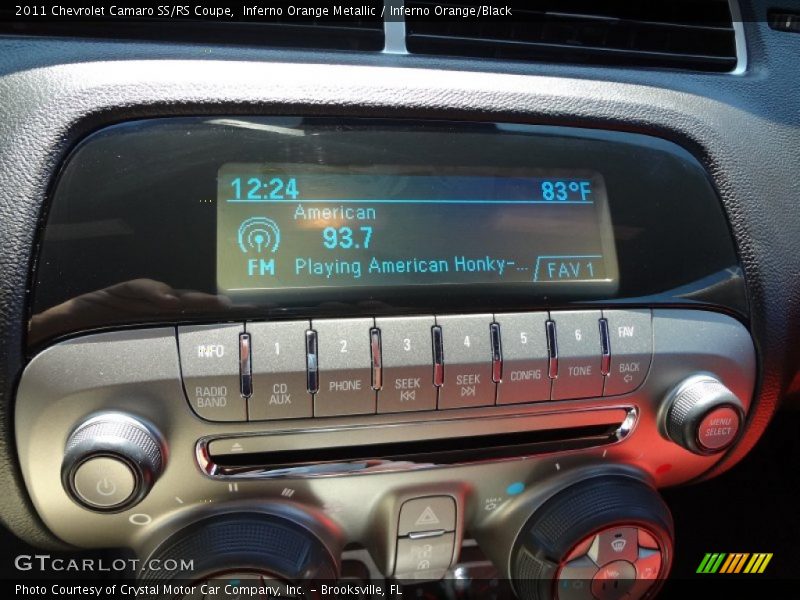 2011 Chevrolet Camaro SS/RS Coupe, Inferno Orange Metallic / Inferno Orange/Black
12:24 83°F
American
93.7
FM Playing American Honky-... FAV 1
INFO 1 2 3 4 5 6 FAV
RADIO BAND CD AUX PHONE SEEK SEEK CONFIG TONE BACK
MENU SELECT
GTCarLot.com
Photo Courtesy of Crystal Motor Car Company, Inc. – Brooksville, FL